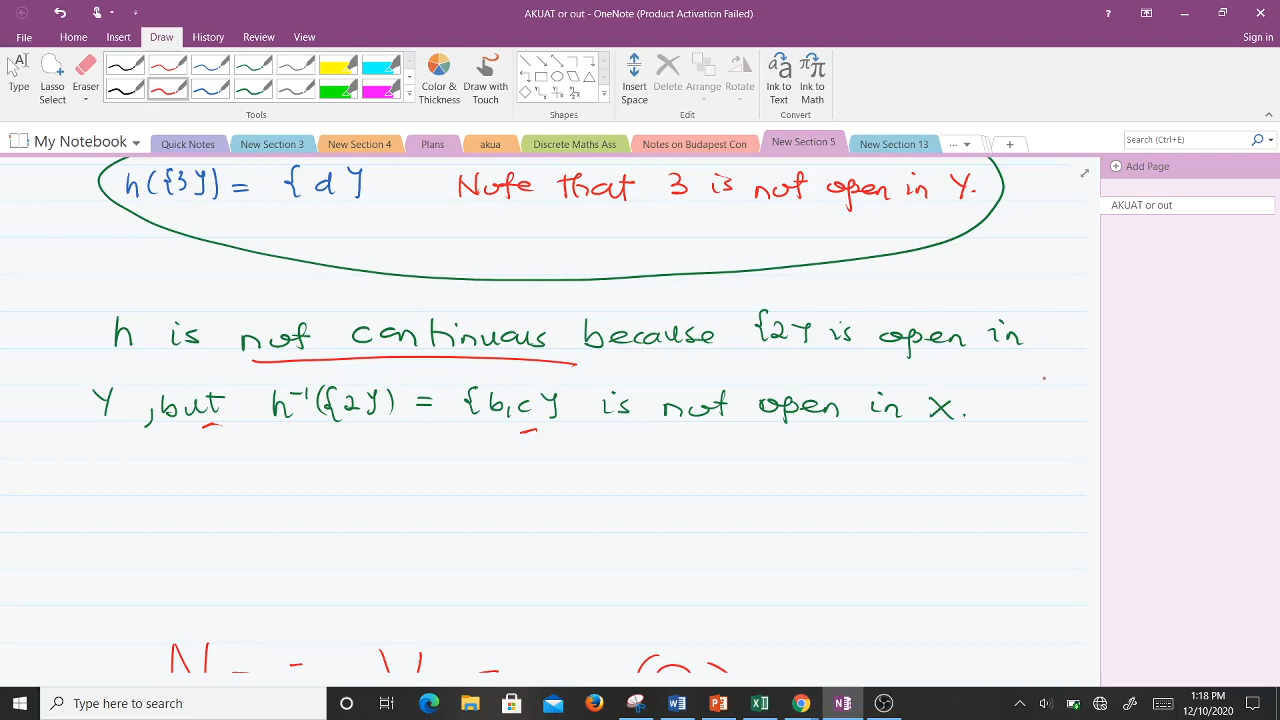 AKUAT or out - OneNote (Product Activation Failed)
File Home Insert Draw History Review View
Sign in
Type
Lasso Select
Eraser
Color & Thickness
Draw with Touch
Insert Space
Delete
Arrange
Rotate
Ink to Text
Ink to Math
Tools
Shapes
Edit
Convert
My Notebook
Quick Notes
New Section 3
New Section 4
Plans
akua
Discrete Maths Ass
Notes on Budapest Con
New Section 5
New Section 13
Search (Ctrl+E)
Add Page
AKUAT or out
h({3}) = {d} Note that 3 is not open in Y.
h is not continuous because {2} is open in
Y, but h⁻¹({2}) = {b,c} is not open in X.
Type here to search
1:18 PM
12/10/2020